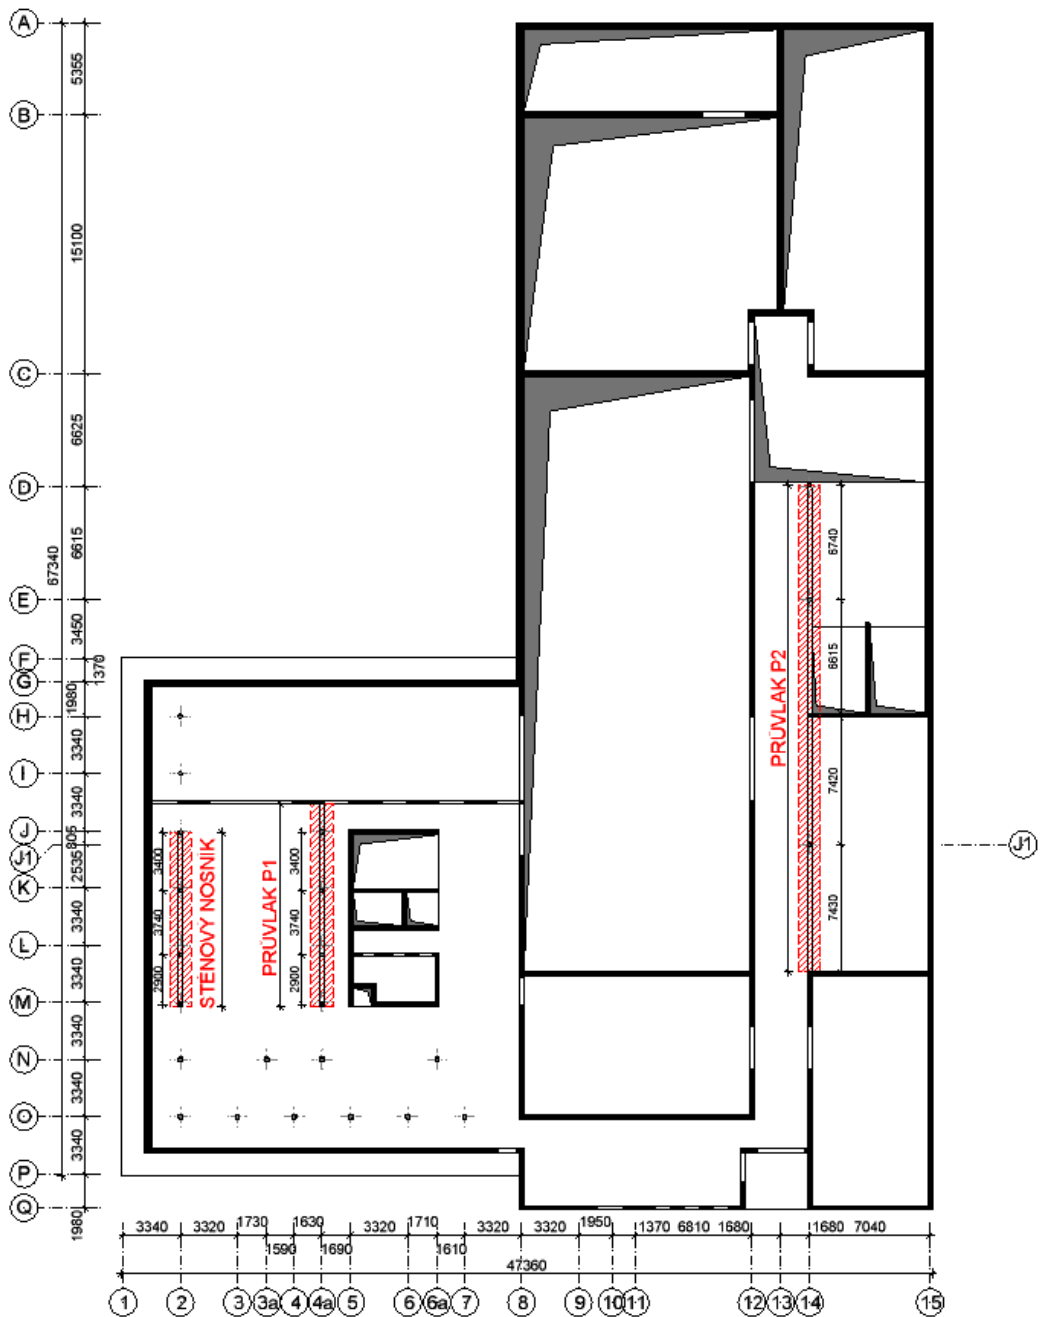 A
5355
B
15100
C
6625
D
6615
67340
6740
E
3450
6615
F
1370
G
1980
PRŮVLAK P2
H
3340
7420
I
3340
J
805
J1
J1
2535
3400
3400
STĚNOVÝ NOSNÍK
PRŮVLAK P1
K
3340
3740
3740
7430
L
3340
2900
2900
M
3340
N
3340
O
3340
P
1980
Q
3340 3320 1730 1630 3320 1710 3320 3320 1950 1370 6810 1680 1680 7040
1590 1690 1610
47360
1 2 3 3a 4 4a 5 6 6a 7 8 9 10 11 12 13 14 15